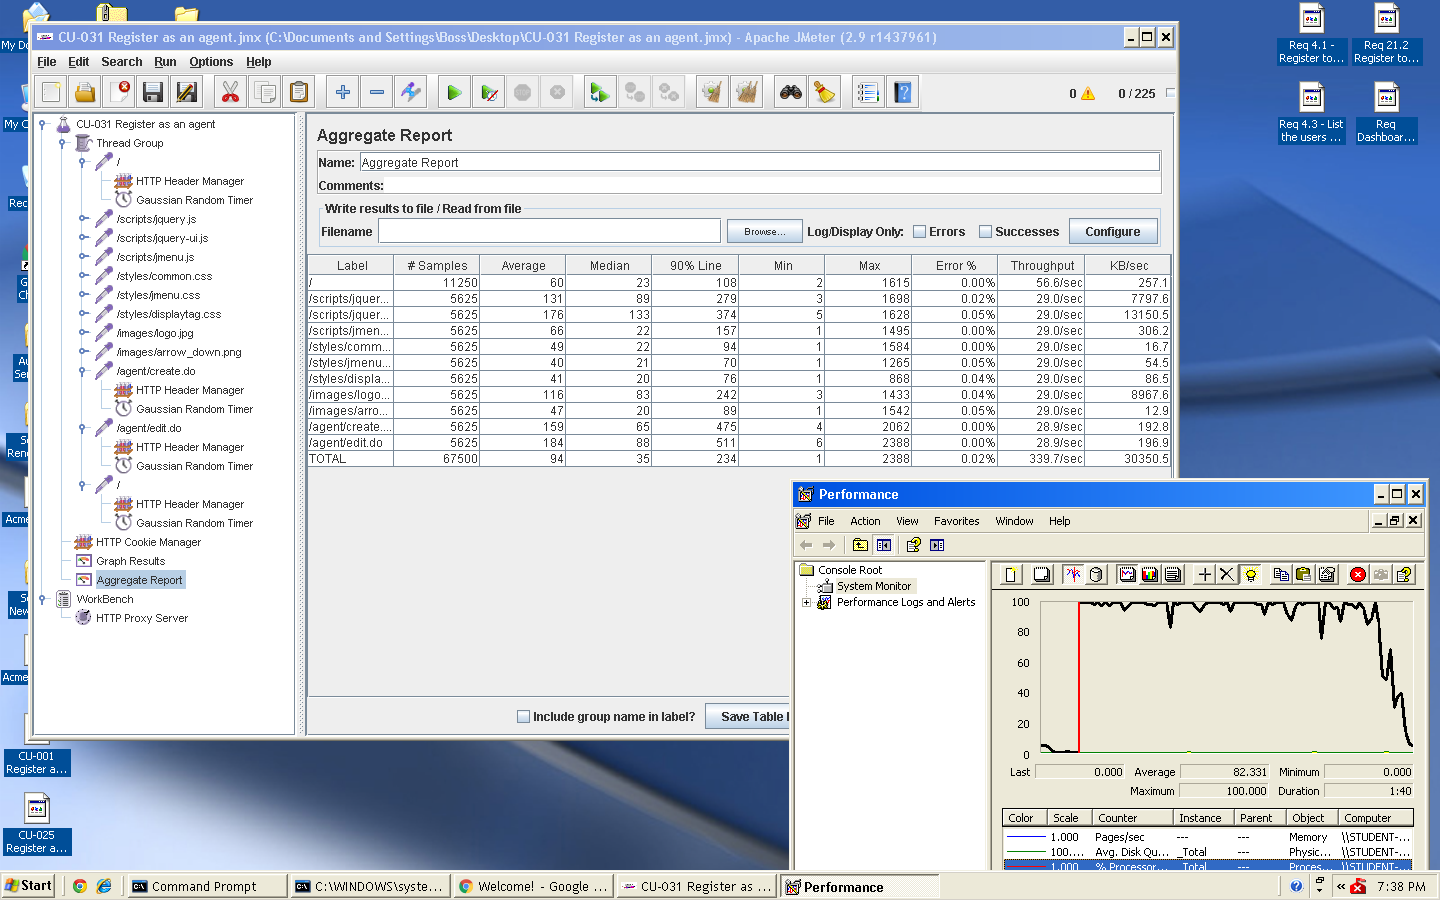 CU-031 Register as an agent.jmx (C:\Documents and Settings\Boss\Desktop\CU-031 Register as an agent.jmx) - Apache JMeter (2.9 r1437961)
File Edit Search Run Options Help
0 0 / 225
CU-031 Register as an agent
Thread Group
/
HTTP Header Manager
Gaussian Random Timer
/scripts/jquery.js
/scripts/jquery-ui.js
/scripts/jmenu.js
/styles/common.css
/styles/jmenu.css
/styles/displaytag.css
/images/logo.jpg
/images/arrow_down.png
/agent/create.do
HTTP Header Manager
Gaussian Random Timer
/agent/edit.do
HTTP Header Manager
Gaussian Random Timer
/
HTTP Header Manager
Gaussian Random Timer
HTTP Cookie Manager
Graph Results
Aggregate Report
WorkBench
HTTP Proxy Server
Aggregate Report
Name: Aggregate Report
Comments:
Write results to file / Read from file
Filename Browse... Log/Display Only: Errors Successes Configure
Label # Samples Average Median 90% Line Min Max Error % Throughput KB/sec
/ 11250 60 23 108 2 1615 0.00% 56.6/sec 257.1
/scripts/jquer... 5625 131 89 279 3 1698 0.02% 29.0/sec 7797.6
/scripts/jquer... 5625 176 133 374 5 1628 0.05% 29.0/sec 13150.5
/scripts/jmen... 5625 66 22 157 1 1495 0.00% 29.0/sec 306.2
/styles/comm... 5625 49 22 94 1 1584 0.00% 29.0/sec 16.7
/styles/jmenu... 5625 40 21 70 1 1265 0.05% 29.0/sec 54.5
/styles/displa... 5625 41 20 76 1 868 0.04% 29.0/sec 86.5
/images/logo... 5625 116 83 242 3 1433 0.04% 29.0/sec 8967.6
/images/arro... 5625 47 20 89 1 1542 0.05% 29.0/sec 12.9
/agent/create.... 5625 159 65 475 4 2062 0.00% 28.9/sec 192.8
/agent/edit.do 5625 184 88 511 6 2388 0.00% 28.9/sec 196.9
TOTAL 67500 94 35 234 1 2388 0.02% 339.7/sec 30350.5
Include group name in label? Save Table
Req 4.1 -
Register to...
Req 21.2
Register to...
Req 4.3 - List
the users ...
Req
Dashboar...
My C
Rec
Acme
New
Acme
CU-001
Register a...
CU-025
Register a...
Performance
File Action View Favorites Window Help
Console Root
System Monitor
Performance Logs and Alerts
100
80
60
40
20
0
Last 0.000 Average 82.331 Minimum 0.000
Maximum 100.000 Duration 1:40
Color Scale Counter Instance Parent Object Computer
1.000 Pages/sec --- --- Memory \\STUDENT-...
100.... Avg. Disk Qu... _Total --- Physic... \\STUDENT-...
1.000 % Processor... _Total --- Proces... \\STUDENT-...
Start Command Prompt C:\WINDOWS\syste... Welcome! - Google ... CU-031 Register as ... Performance 7:38 PM